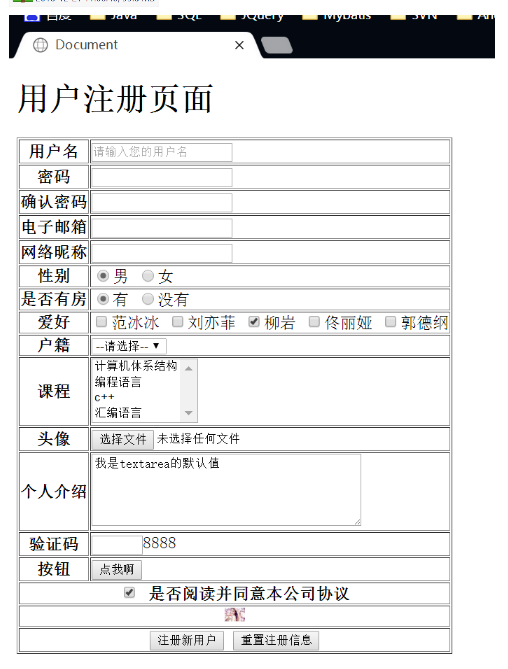 百度 Java SQL JQuery Mybatis SVN
Document
用户注册页面
用户名 请输入您的用户名
密码
确认密码
电子邮箱
网络昵称
性别 男 女
是否有房 有 没有
爱好 范冰冰 刘亦菲 柳岩 佟丽娅 郭德纲
户籍 --请选择--
课程 计算机体系结构
编程语言
c++
汇编语言
头像 选择文件 未选择任何文件
个人介绍 我是textarea的默认值
验证码 8888
按钮 点我啊
是否阅读并同意本公司协议
注册新用户 重置注册信息